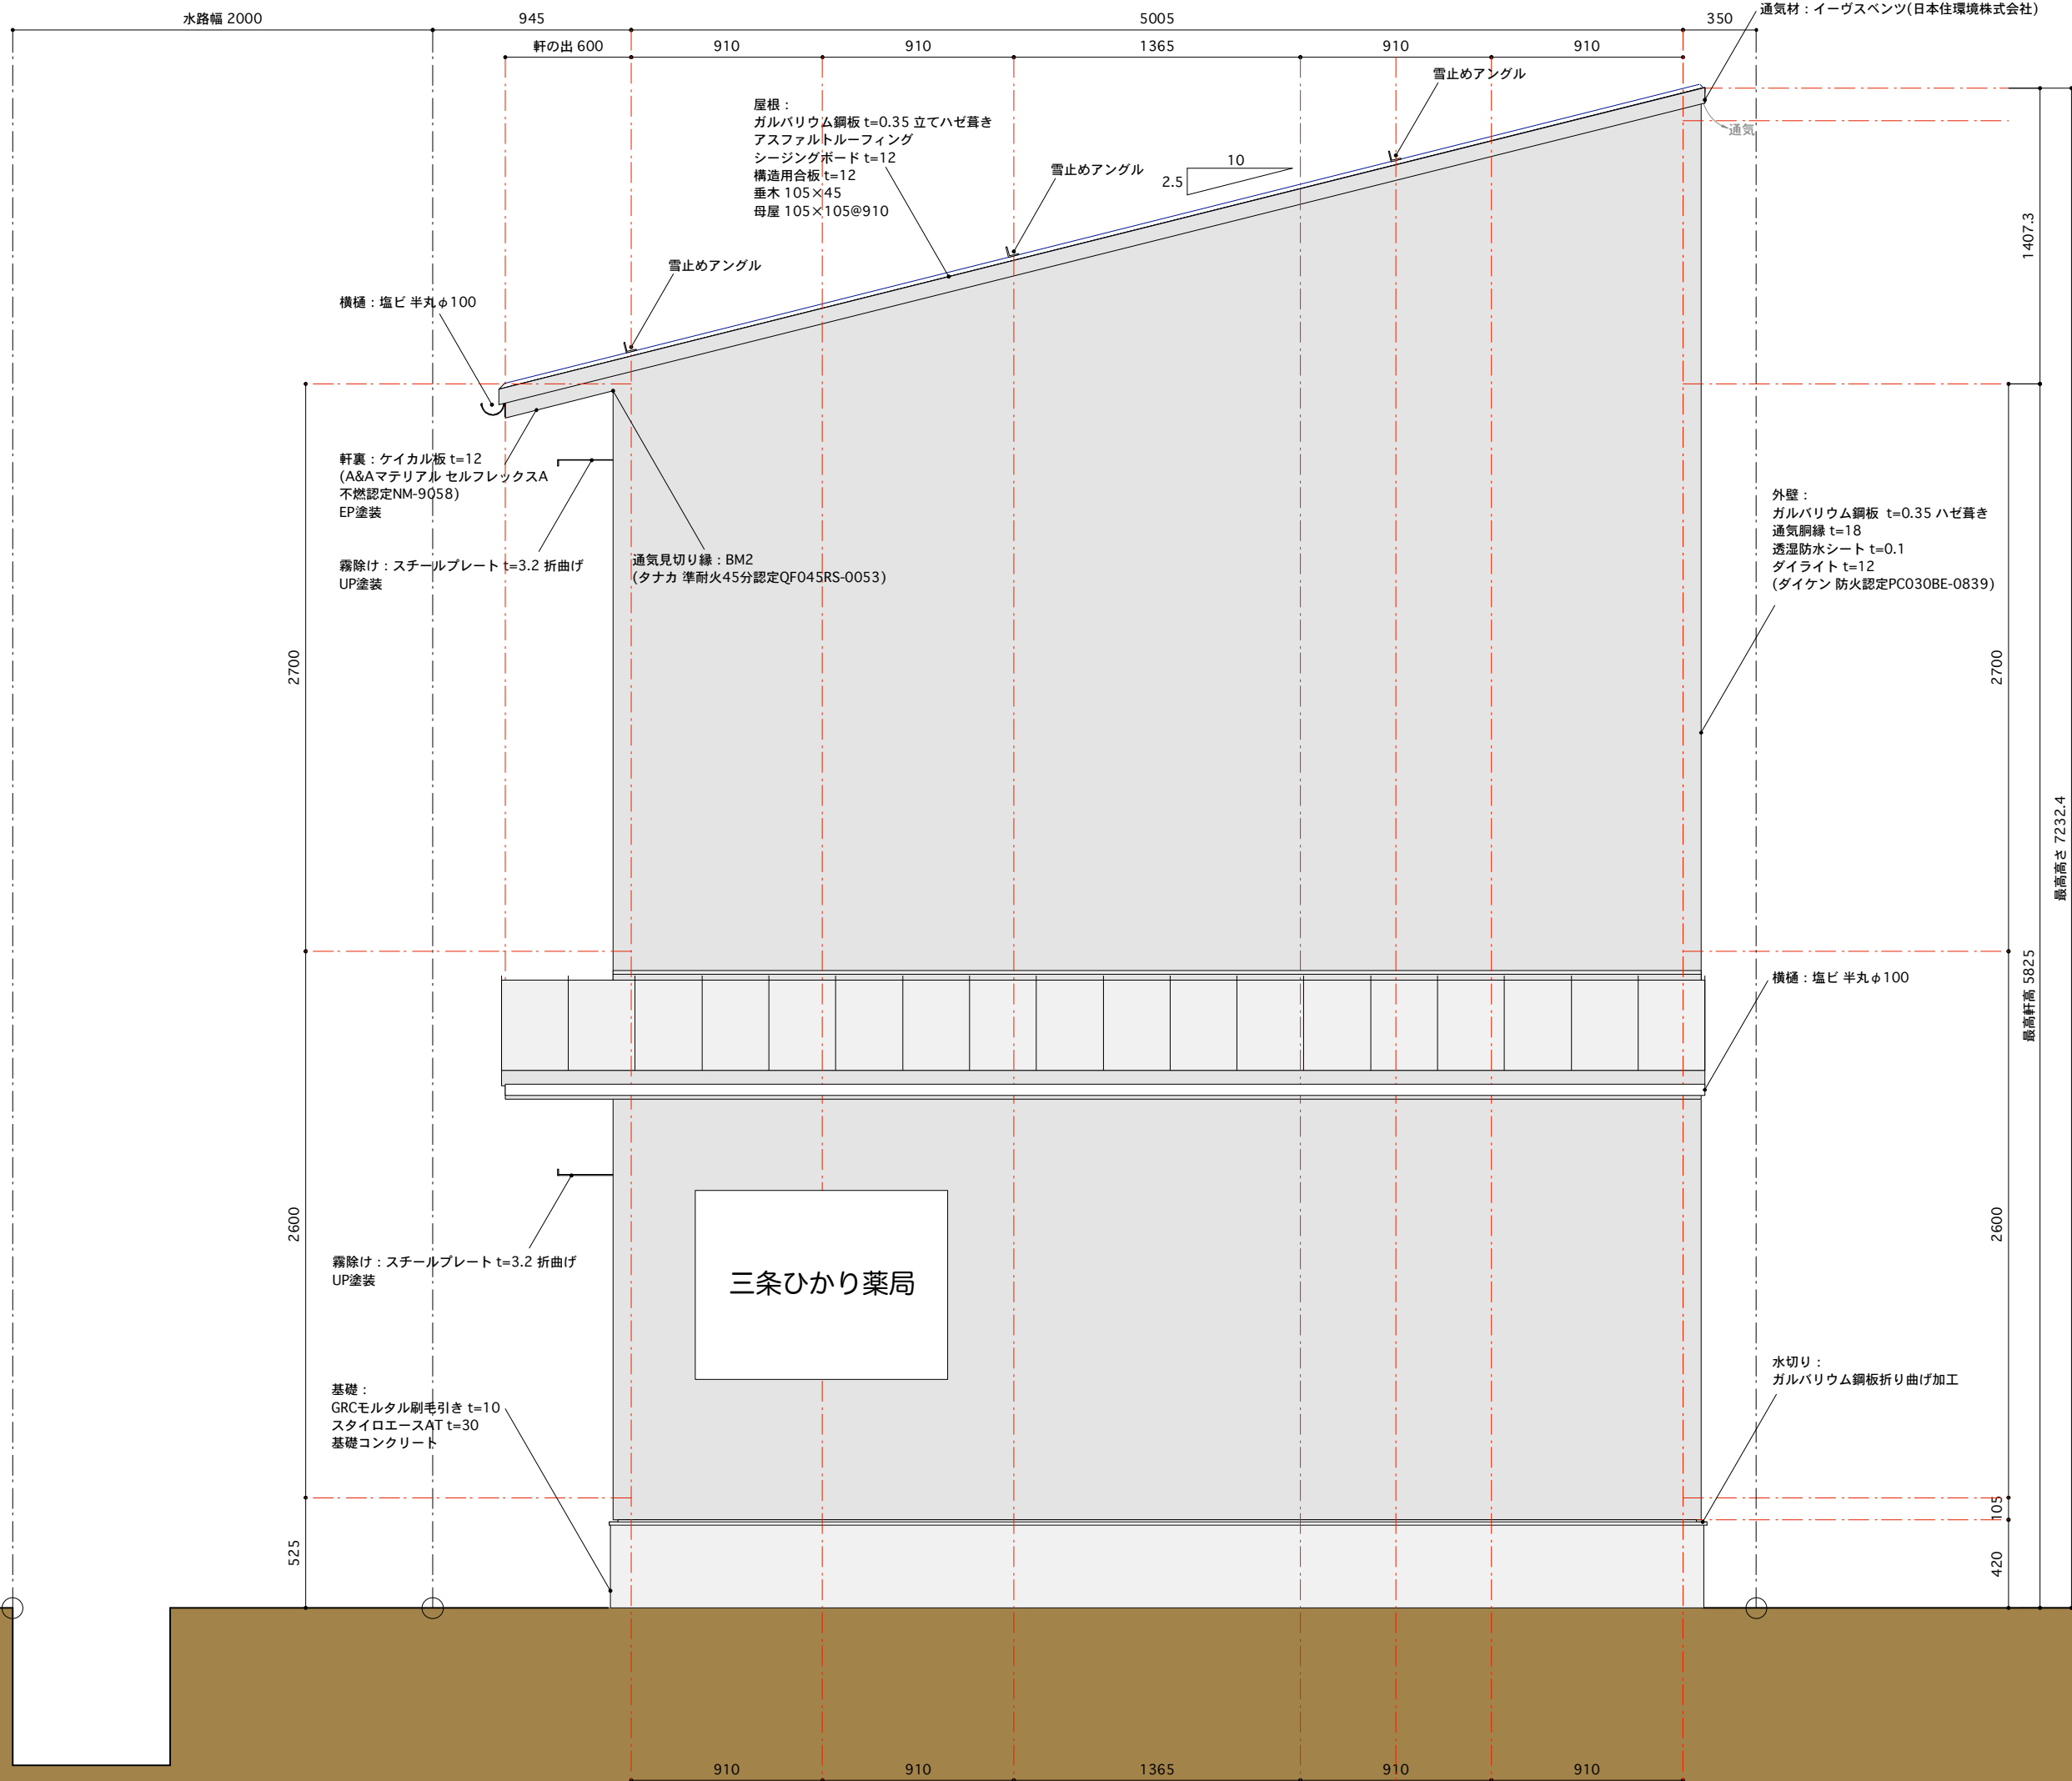 水路幅 2000
945
5005
350
通気材：イーヴスベンツ(日本住環境株式会社)
軒の出 600
910
910
1365
910
910
雪止めアングル
屋根：
ガルバリウム鋼板 t=0.35 立てハゼ葺き
アスファルトルーフィング
シージングボード t=12
構造用合板 t=12
垂木 105×45
母屋 105×105@910
通気
10
2.5
雪止めアングル
1407.3
雪止めアングル
横樋：塩ビ 半丸φ100
軒裏：ケイカル板 t=12
(A&Aマテリアル セルフレックスA
不燃認定NM-9058)
EP塗装
外壁：
ガルバリウム鋼板 t=0.35 ハゼ葺き
通気胴縁 t=18
透湿防水シート t=0.1
ダイライト t=12
(ダイケン 防火認定PC030BE-0839)
霧除け：スチールプレート t=3.2 折曲げ
UP塗装
通気見切り縁：BM2
(タナカ 準耐火45分認定QF045RS-0053)
2700
2700
最高高さ 7232.4
横樋：塩ビ 半丸φ100
最高軒高 5825
2600
2600
霧除け：スチールプレート t=3.2 折曲げ
UP塗装
三条ひかり薬局
水切り：
ガルバリウム鋼板折り曲げ加工
基礎：
GRCモルタル刷毛引き t=10
スタイロエースAT t=30
基礎コンクリート
105
525
420
910
910
1365
910
910